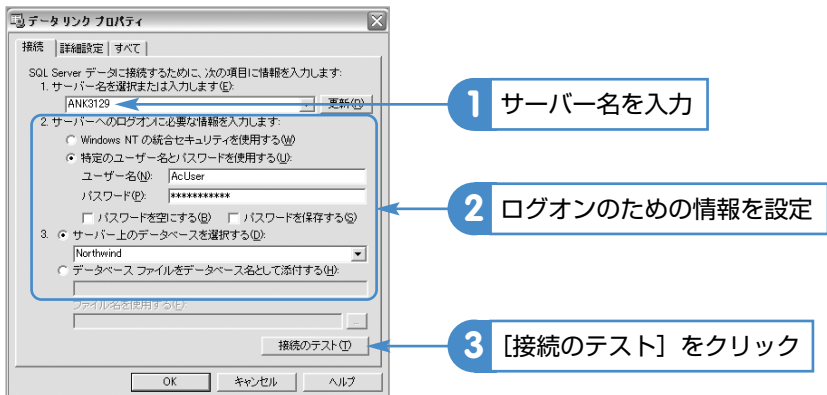 データ リンク プロパティ
接続 詳細設定 すべて
SQL Server データに接続するために、次の項目に情報を入力します:
1. サーバー名を選択または入力します(E):
ANK3129 更新(R)
1 サーバー名を入力
2. サーバーへのログオンに必要な情報を入力します:
Windows NT の統合セキュリティを使用する(W)
特定のユーザー名とパスワードを使用する(U):
ユーザー名(N): AcUser
パスワード(P): ***********
パスワードを空にする(B) パスワードを保存する(S)
2 ログオンのための情報を設定
3. サーバー上のデータベースを選択する(D):
Northwind
データベース ファイルをデータベース名として添付する(H):
ファイル名を使用する(F):
...
接続のテスト(T)
3 [接続のテスト] をクリック
OK キャンセル ヘルプ